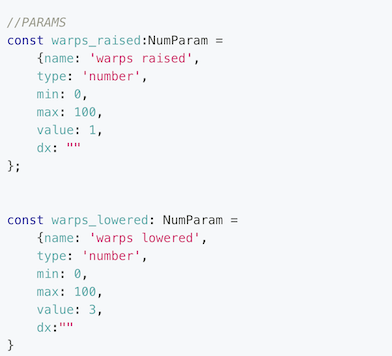 //PARAMS
const warps_raised:NumParam =
    {name: 'warps raised',
    type: 'number',
    min: 0,
    max: 100,
    value: 1,
    dx: ""
};

const warps_lowered: NumParam =
    {name: 'warps lowered',
    type: 'number',
    min: 0,
    max: 100,
    value: 3,
    dx:""
}